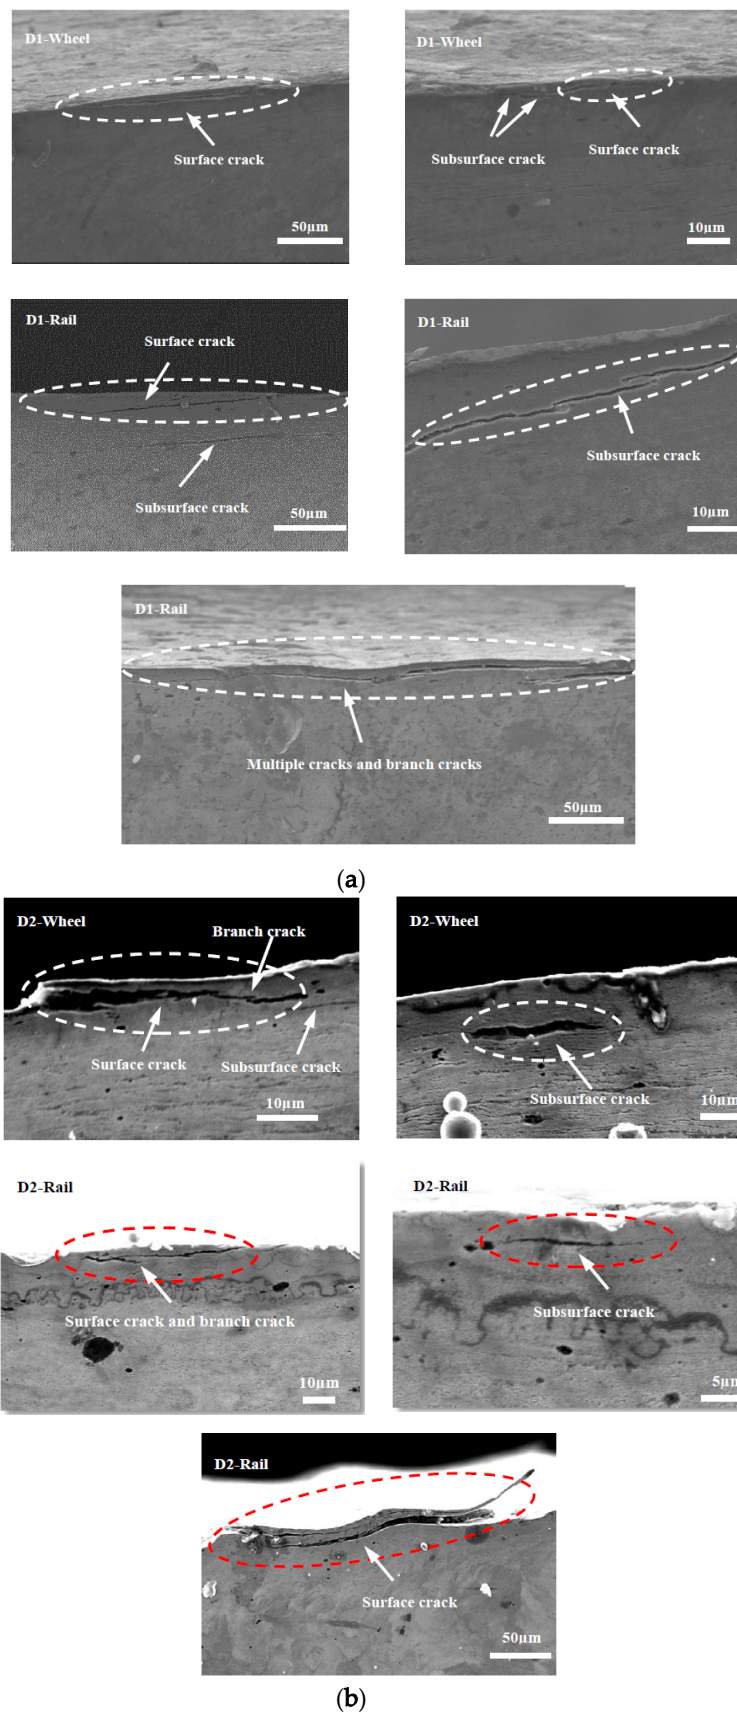 D1-Wheel
Surface crack
50µm
D1-Wheel
Subsurface crack
Surface crack
10µm
D1-Rail
Surface crack
Subsurface crack
50µm
D1-Rail
Subsurface crack
10µm
D1-Rail
Multiple cracks and branch cracks
50µm
(a)
D2-Wheel
Branch crack
Surface crack
Subsurface crack
10µm
D2-Wheel
Subsurface crack
10µm
D2-Rail
Surface crack and branch crack
10µm
D2-Rail
Subsurface crack
5µm
D2-Rail
Surface crack
50µm
(b)